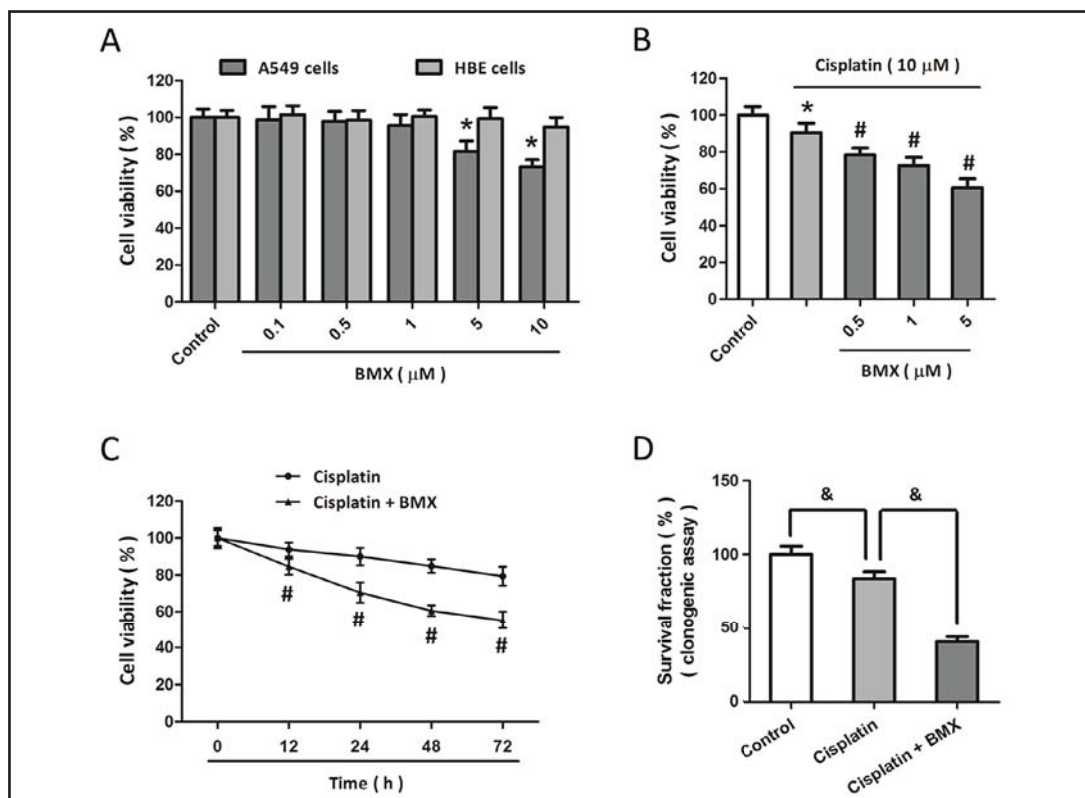 A
A549 cells
HBE cells
Cell viability ( % )
120
100
80
60
40
20
0
* *
Control
0.1
0.5
1
5
10
BMX ( μM )
B
Cisplatin ( 10 μM )
Cell viability ( % )
120
100
80
60
40
20
0
*
#
#
#
Control
0.5
1
5
BMX ( μM )
C
Cisplatin
Cisplatin + BMX
Cell viability ( % )
120
100
80
60
40
20
0
# # # #
0 12 24 48 72
Time ( h )
D
Survival fraction ( % )
( clonogenic assay )
150
100
50
0
& &
Control
Cisplatin
Cisplatin + BMX